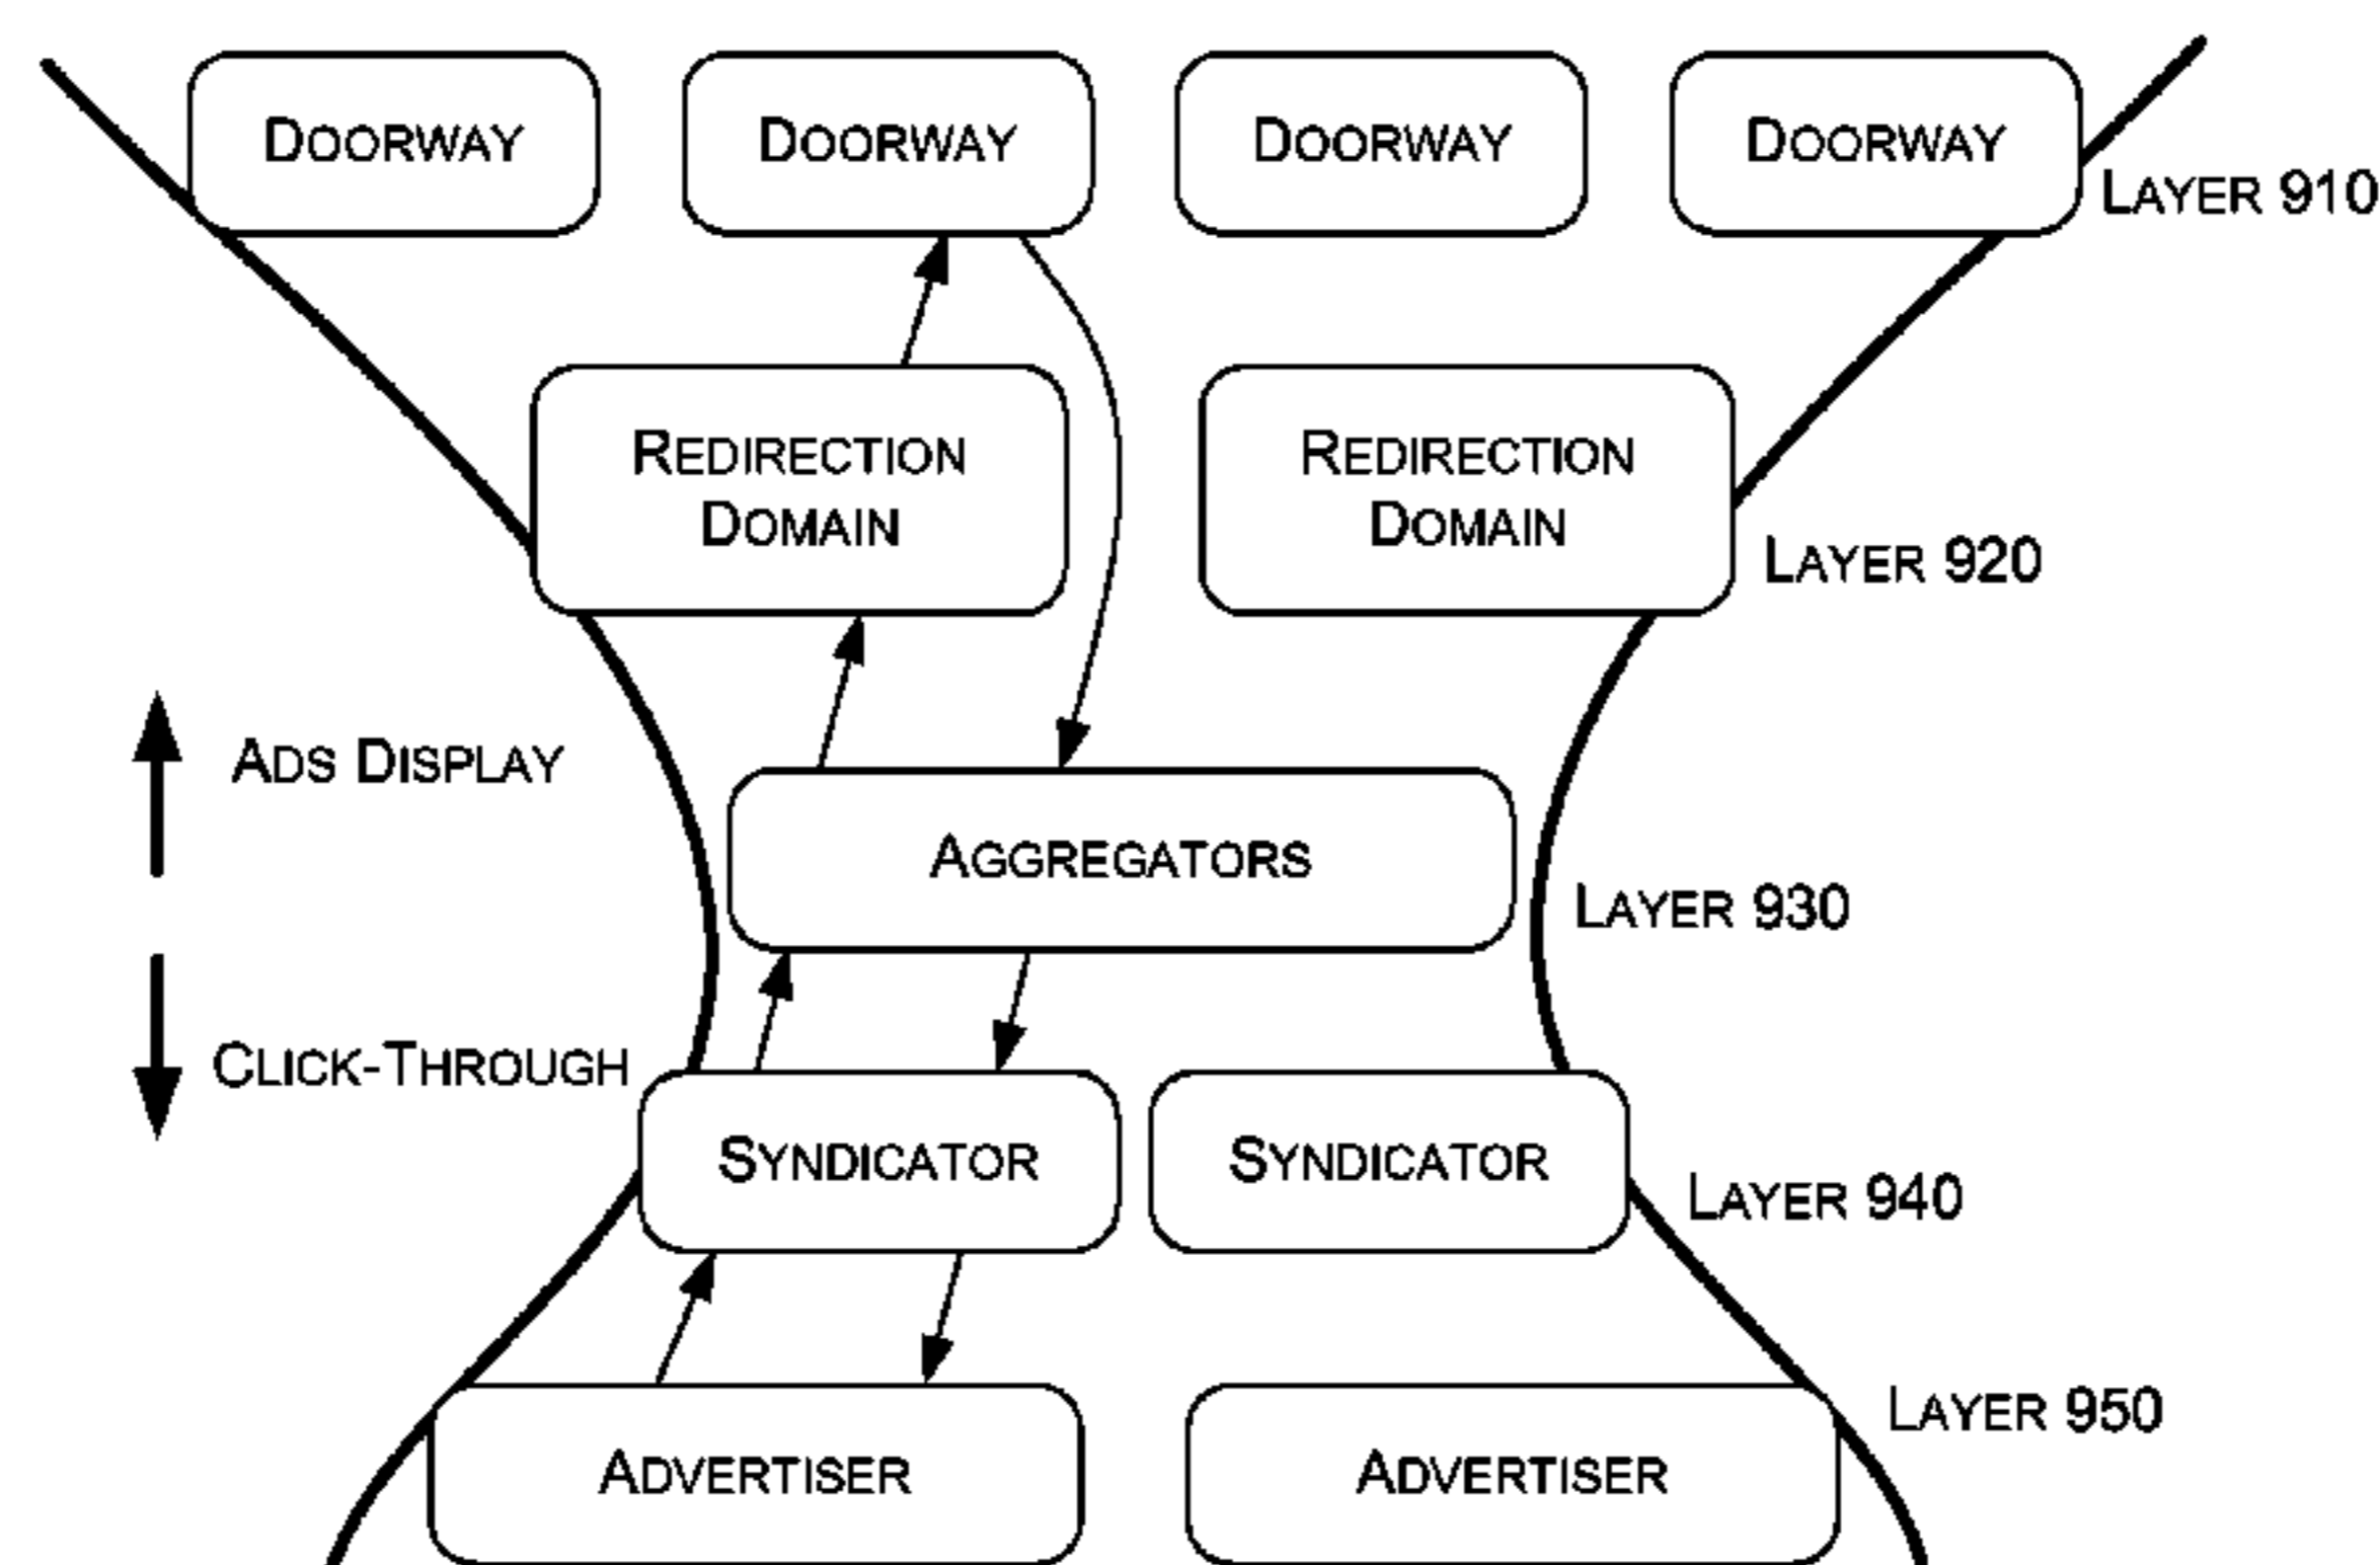 DOORWAY
DOORWAY
DOORWAY
DOORWAY
LAYER 910
REDIRECTION
DOMAIN
REDIRECTION
DOMAIN
LAYER 920
ADS DISPLAY
AGGREGATORS
LAYER 930
CLICK-THROUGH
SYNDICATOR
SYNDICATOR
LAYER 940
LAYER 950
ADVERTISER
ADVERTISER